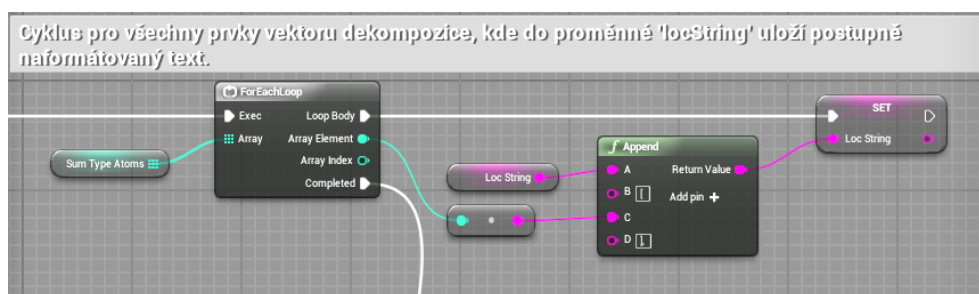 Cyklus pro všechny prvky vektoru dekompozice, kde do proměnné 'locString' uloží postupně
naformátovaný text.
ForEachLoop
Exec Loop Body
Array Array Element
Array Index
Completed
Sum Type Atoms
Loc String
Append
A Return Value
B [
Add pin +
C
D ].
SET
Loc String